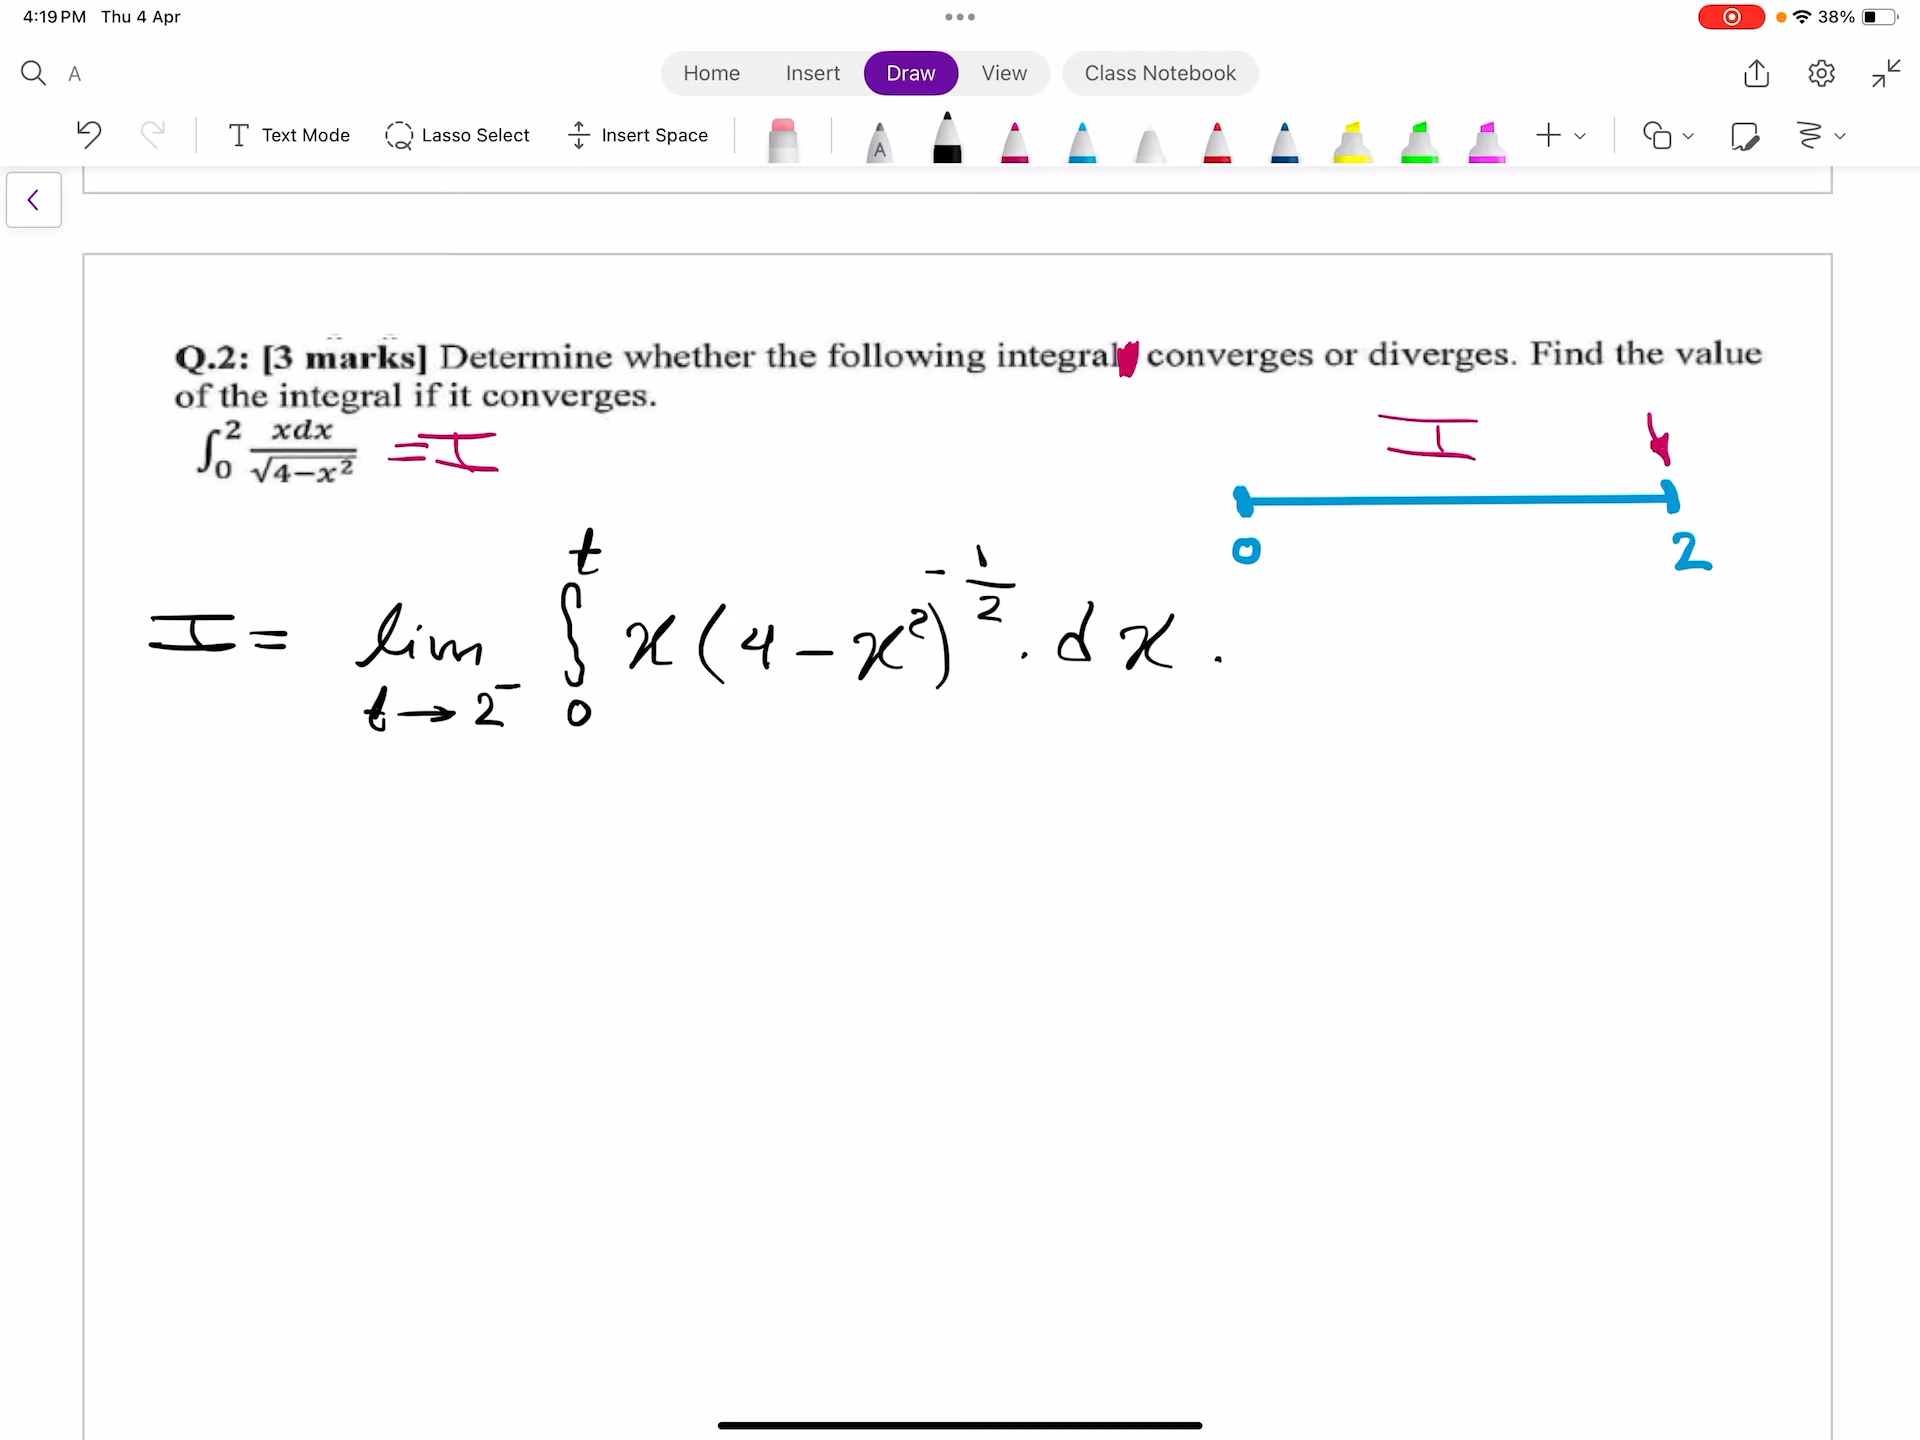 4:19 PM Thu 4 Apr
38%
A
Home Insert Draw View Class Notebook
Text Mode Lasso Select Insert Space A
Q.2: [3 marks] Determine whether the following integral converges or diverges. Find the value
of the integral if it converges.
∫₀² xdx/√4−x² = I
I
0 2
I = lim t→2⁻ ∫₀ᵗ x(4−x²)^−1/2 . dx .